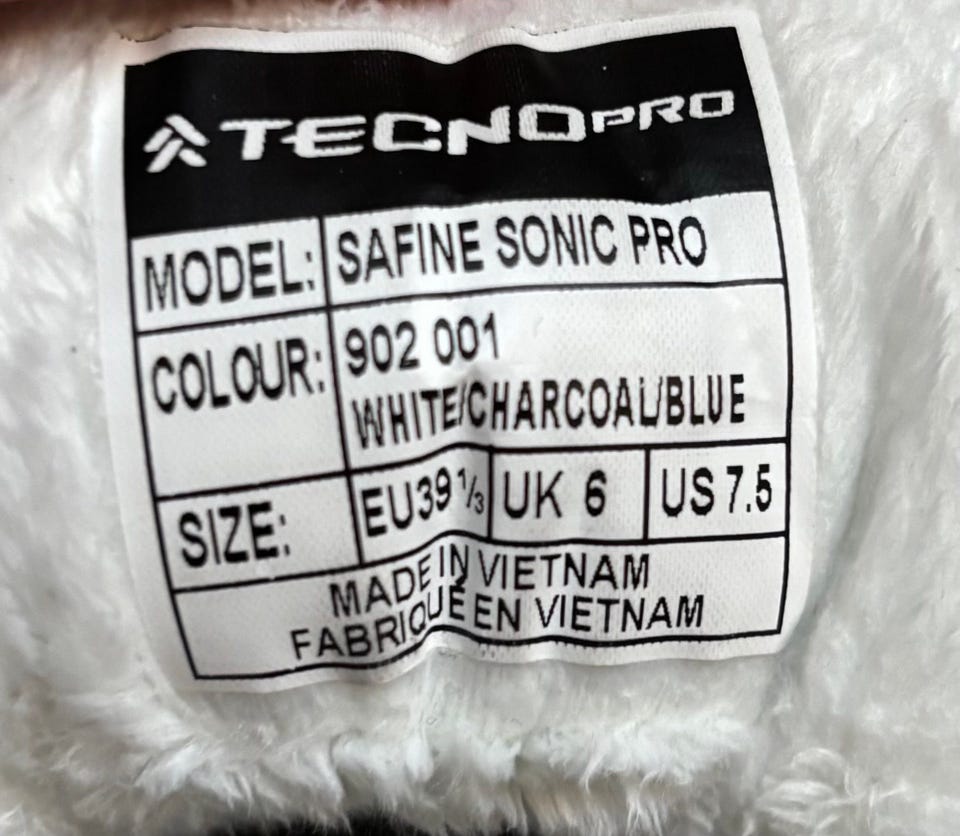 TECNOPRO
MODEL: SAFINE SONIC PRO
COLOUR: 902 001
WHITE/CHARCOAL/BLUE
SIZE: EU39 1/3 UK 6 US 7.5
MADE IN VIETNAM
FABRIQUÉ EN VIETNAM